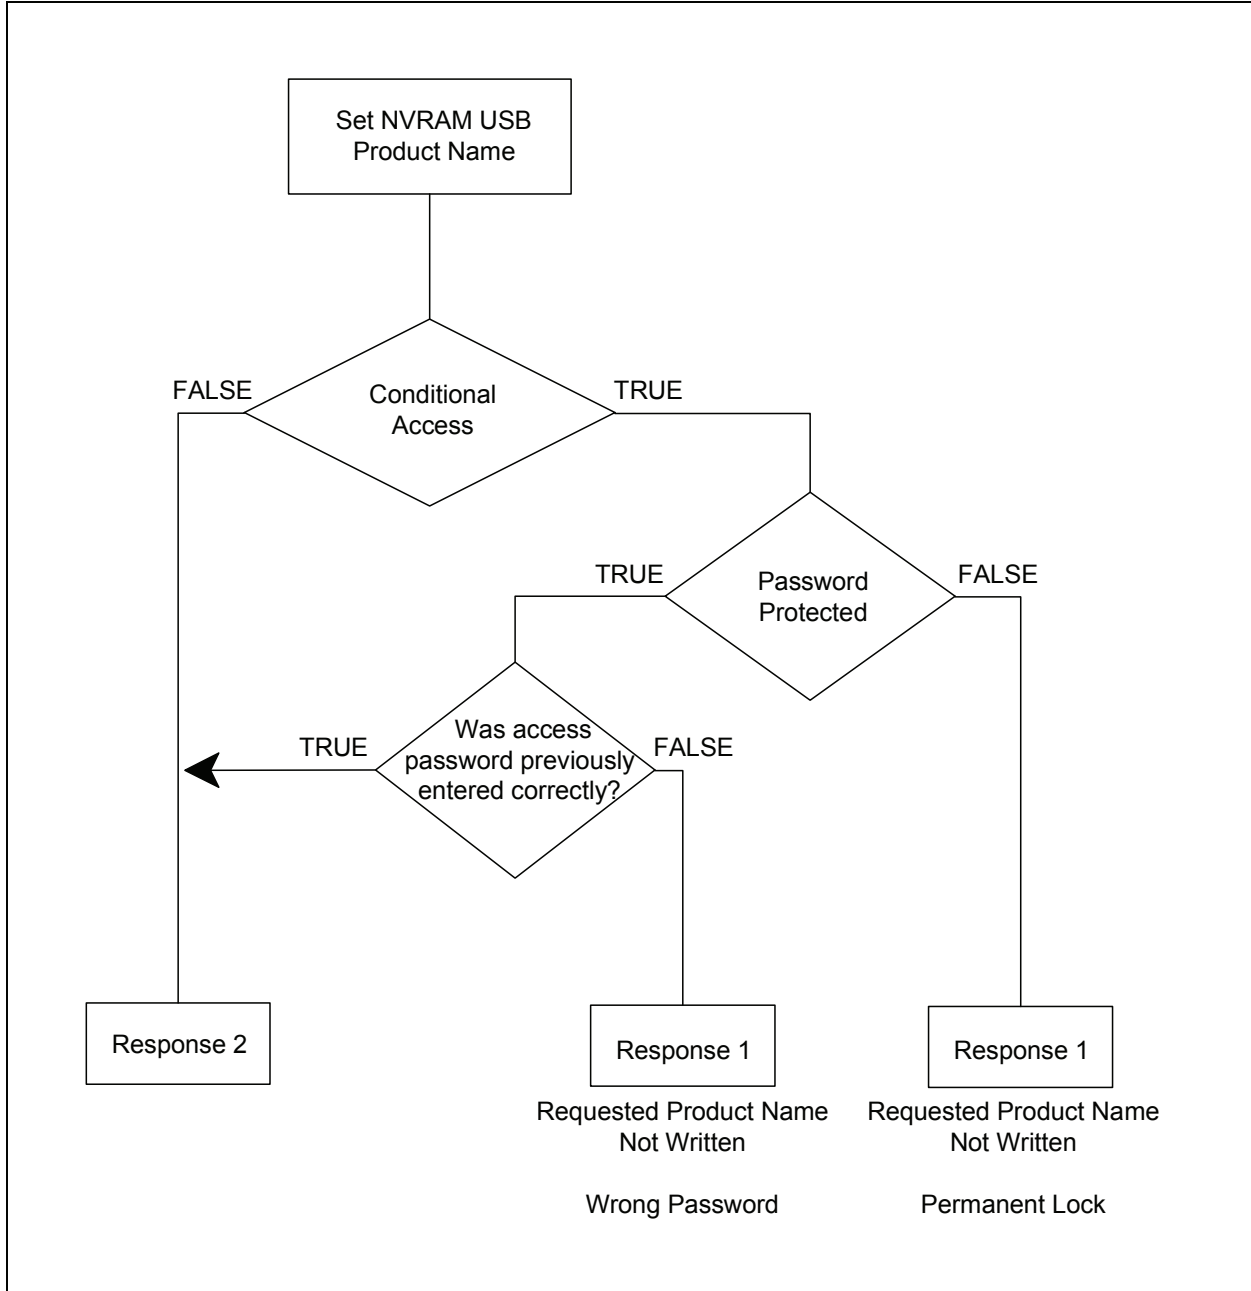 Set NVRAM USB
Product Name
FALSE
Conditional
Access
TRUE
TRUE
Password
Protected
FALSE
TRUE
Was access
password previously
entered correctly?
FALSE
Response 2
Response 1
Requested Product Name
Not Written
Wrong Password
Response 1
Requested Product Name
Not Written
Permanent Lock